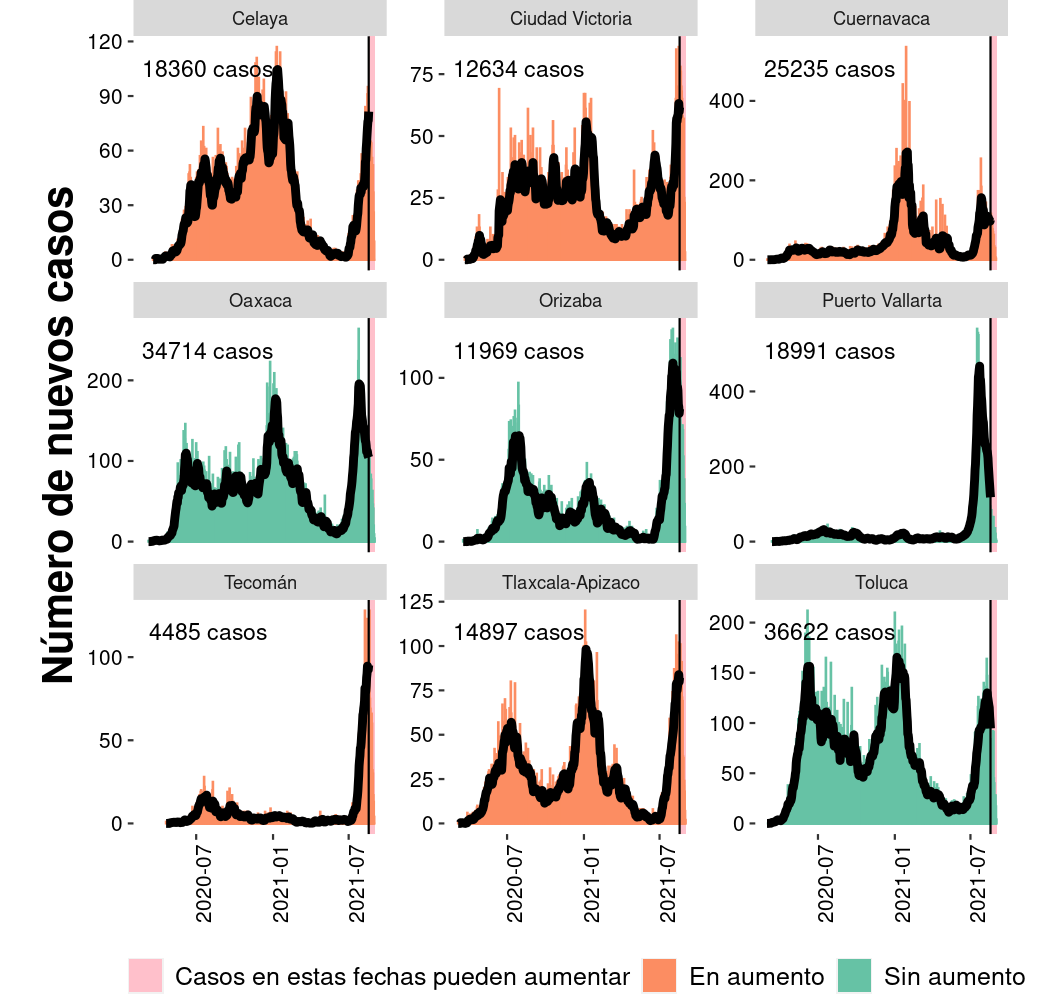 Número de nuevos casos
Celaya
Ciudad Victoria
Cuernavaca
18360 casos
12634 casos
25235 casos
120
90
60
30
0
75
50
25
0
400
200
0
Oaxaca
Orizaba
Puerto Vallarta
34714 casos
11969 casos
18991 casos
200
100
0
100
50
0
400
200
0
Tecomán
Tlaxcala-Apizaco
Toluca
4485 casos
14897 casos
36622 casos
100
50
0
125
100
75
50
25
0
200
150
100
50
0
2020-07
2021-01
2021-07
2020-07
2021-01
2021-07
2020-07
2021-01
2021-07
Casos en estas fechas pueden aumentar
En aumento
Sin aumento